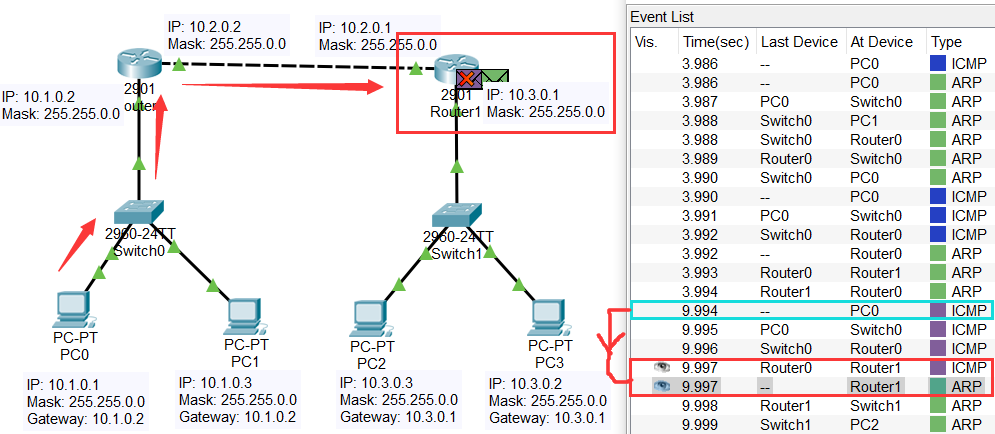 IP: 10.2.0.2
Mask: 255.255.0.0
IP: 10.2.0.1
Mask: 255.255.0.0
2901
outer
IP: 10.1.0.2
Mask: 255.255.0.0
2901
Router1
IP: 10.3.0.1
Mask: 255.255.0.0
2960-24TT
Switch0
2960-24TT
Switch1
PC-PT
PC0
PC-PT
PC1
PC-PT
PC2
PC-PT
PC3
IP: 10.1.0.1
Mask: 255.255.0.0
Gateway: 10.1.0.2
IP: 10.1.0.3
Mask: 255.255.0.0
Gateway: 10.1.0.2
IP: 10.3.0.3
Mask: 255.255.0.0
Gateway: 10.3.0.1
IP: 10.3.0.2
Mask: 255.255.0.0
Gateway: 10.3.0.1
Event List
Vis. Time(sec) Last Device At Device Type
3.986 -- PC0 ICMP
3.986 -- PC0 ARP
3.987 PC0 Switch0 ARP
3.988 Switch0 PC1 ARP
3.988 Switch0 Router0 ARP
3.989 Router0 Switch0 ARP
3.990 Switch0 PC0 ARP
3.990 -- PC0 ICMP
3.991 PC0 Switch0 ICMP
3.992 Switch0 Router0 ICMP
3.992 -- Router0 ARP
3.993 Router0 Router1 ARP
3.994 Router1 Router0 ARP
9.994 -- PC0 ICMP
9.995 PC0 Switch0 ICMP
9.996 Switch0 Router0 ICMP
9.997 Router0 Router1 ICMP
9.997 -- Router1 ARP
9.998 Router1 Switch1 ARP
9.999 Switch1 PC2 ARP